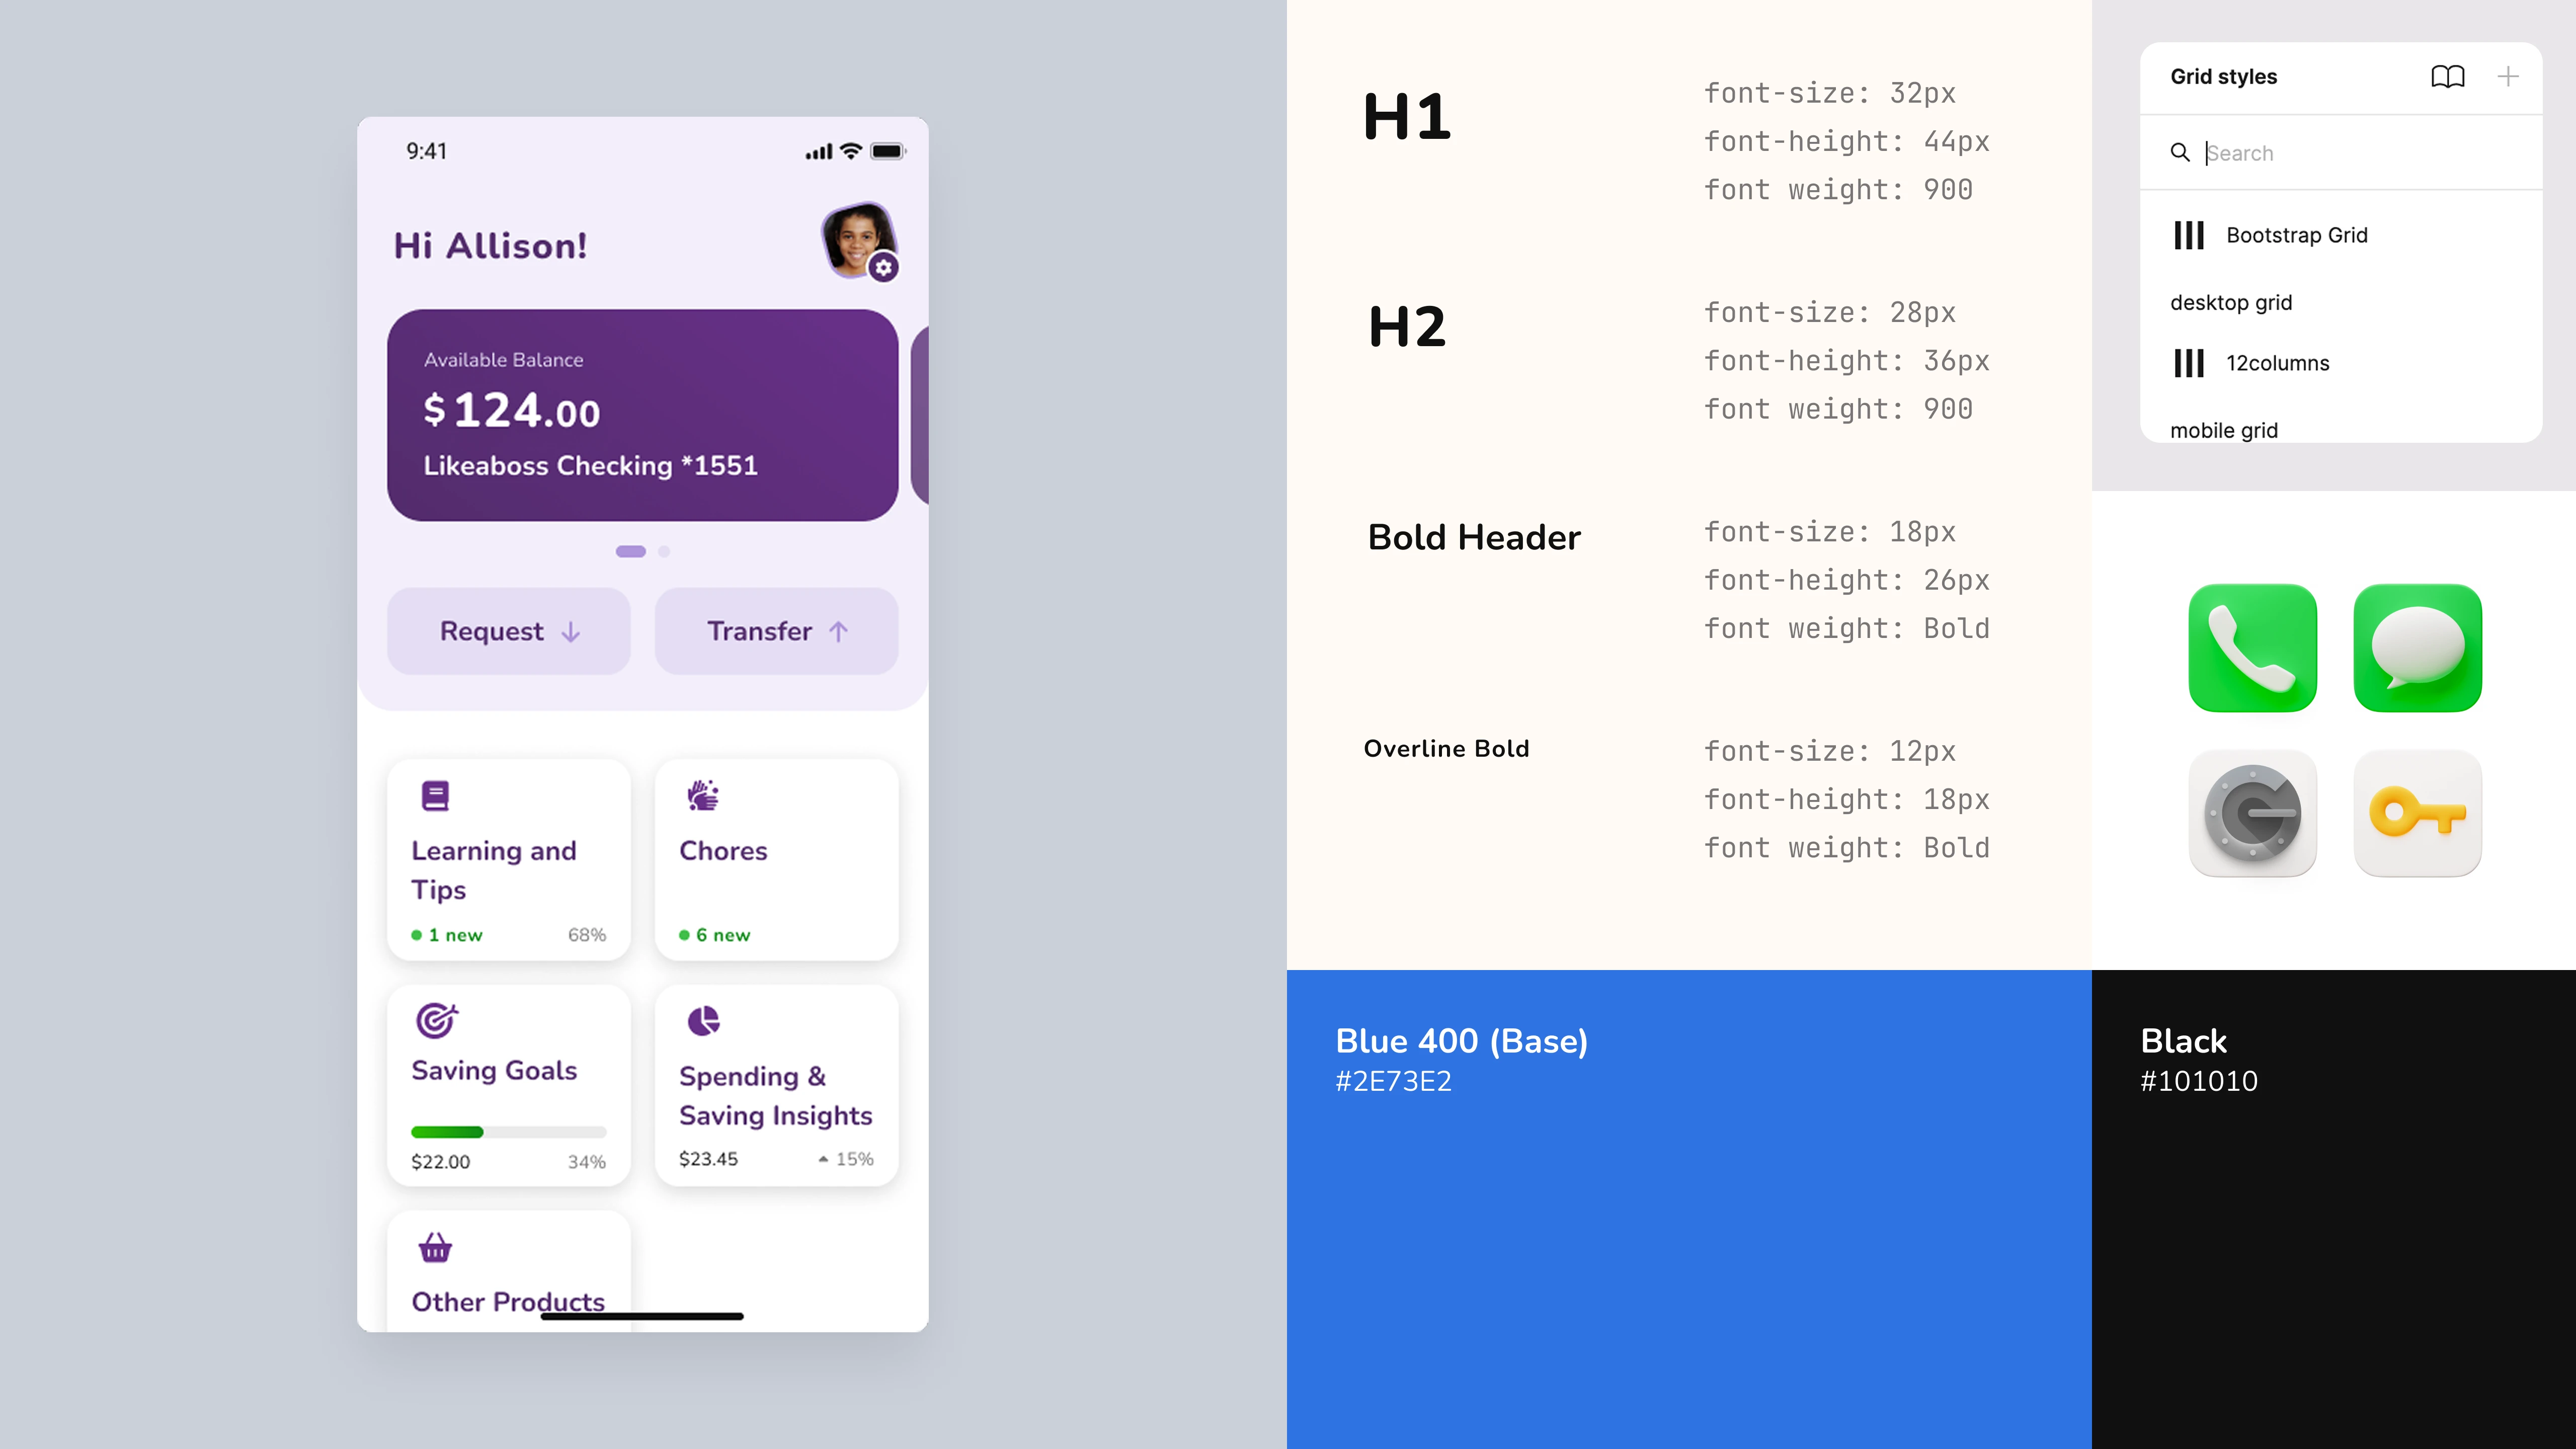 9:41
Hi Allison!
Available Balance
$124.00
Likeaboss Checking *1551
Request
Transfer
Learning and
Tips
1 new
68%
Chores
6 new
Saving Goals
$22.00
34%
Spending &
Saving Insights
$23.45
15%
Other Products
H1
font-size: 32px
font-height: 44px
font weight: 900
H2
font-size: 28px
font-height: 36px
font weight: 900
Bold Header
font-size: 18px
font-height: 26px
font weight: Bold
Overline Bold
font-size: 12px
font-height: 18px
font weight: Bold
Grid styles
Search
Bootstrap Grid
desktop grid
12columns
mobile grid
Blue 400 (Base)
#2E73E2
Black
#101010